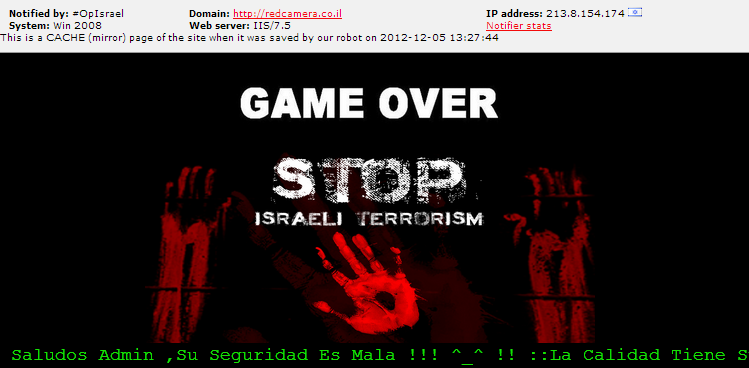 Notified by: #OpIsrael Domain: http://redcamera.co.il IP address: 213.8.154.174
System: Win 2008 Web server: IIS/7.5 Notifier stats
This is a CACHE (mirror) page of the site when it was saved by our robot on 2012-12-05 13:27:44
GAME OVER
STOP
ISRAELI TERRORISM
Saludos Admin ,Su Seguridad Es Mala !!! ^_^ !! ::La Calidad Tiene